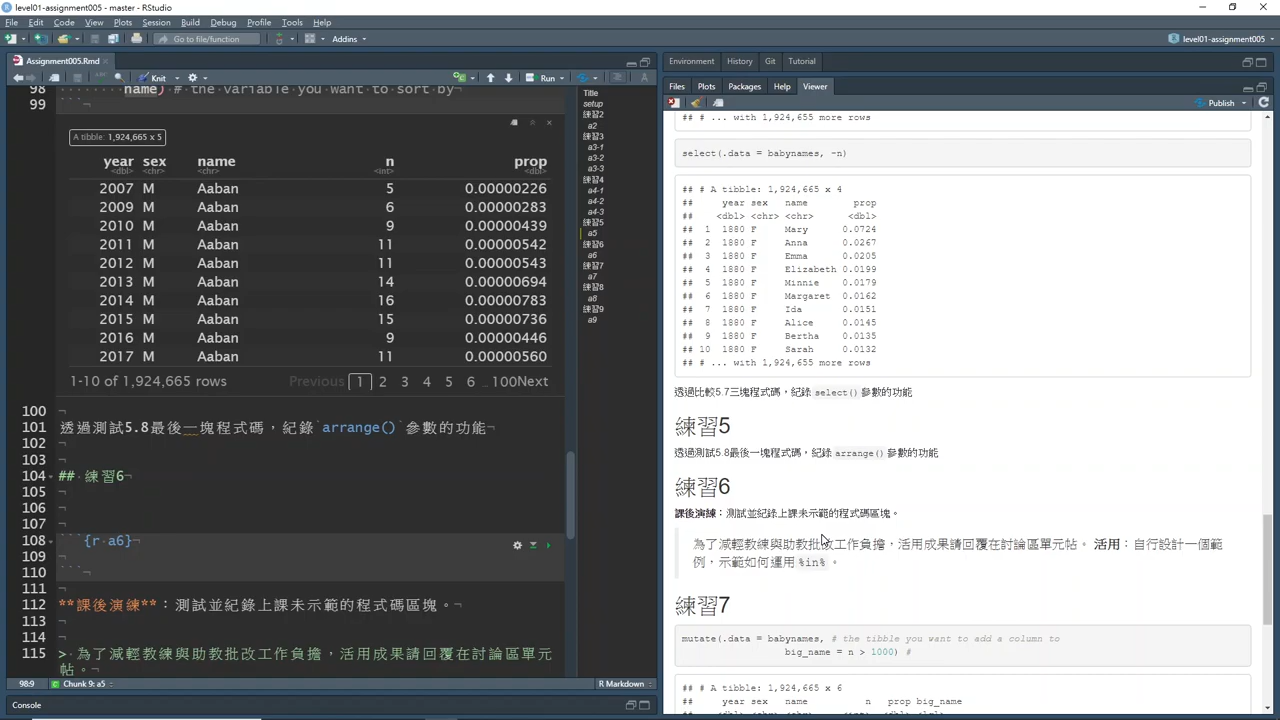 level01-assignment005 - master - RStudio
File Edit Code View Plots Session Build Debug Profile Tools Help
Go to file/function Addins level01-assignment005
Assignment005.Rmd
Knit Run
98 name) # the variable you want to sort by
99 ```
A tibble: 1,924,665 x 5
year sex name n prop
<dbl> <chr> <chr> <int> <dbl>
2007 M Aaban 5 0.00000226
2009 M Aaban 6 0.00000283
2010 M Aaban 9 0.00000439
2011 M Aaban 11 0.00000542
2012 M Aaban 11 0.00000543
2013 M Aaban 14 0.00000694
2014 M Aaban 16 0.00000783
2015 M Aaban 15 0.00000736
2016 M Aaban 9 0.00000446
2017 M Aaban 11 0.00000560
1-10 of 1,924,665 rows Previous 1 2 3 4 5 6 ... 100 Next
100
101 透過測試5.8最後一塊程式碼，紀錄`arrange()`參數的功能
102
103
104 ## 練習6
105
106
107
108 ```{r a6}
109
110 ```
111
112 **課後演練**：測試並紀錄上課未示範的程式碼區塊。
113
114
115 > 為了減輕教練與助教批改工作負擔，活用成果請回覆在討論區單元
帖。
98:9 Chunk 9: a5 R Markdown
Console
Title
setup
練習2
a2
練習3
a3-1
a3-2
a3-3
練習4
a4-1
a4-2
a4-3
練習5
a5
練習6
a6
練習7
a7
練習8
a8
練習9
a9
Environment History Git Tutorial
Files Plots Packages Help Viewer
Publish
## # ... with 1,924,655 more rows
select(.data = babynames, -n)
## # A tibble: 1,924,665 x 4
## year sex name prop
## <dbl> <chr> <chr> <dbl>
## 1 1880 F Mary 0.0724
## 2 1880 F Anna 0.0267
## 3 1880 F Emma 0.0205
## 4 1880 F Elizabeth 0.0199
## 5 1880 F Minnie 0.0179
## 6 1880 F Margaret 0.0162
## 7 1880 F Ida 0.0151
## 8 1880 F Alice 0.0145
## 9 1880 F Bertha 0.0135
## 10 1880 F Sarah 0.0132
## # ... with 1,924,655 more rows
透過比較5.7三塊程式碼，紀錄 select() 參數的功能
練習5
透過測試5.8最後一塊程式碼，紀錄 arrange() 參數的功能
練習6
課後演練：測試並紀錄上課未示範的程式碼區塊。
為了減輕教練與助教批改工作負擔，活用成果請回覆在討論區單元帖。 活用：自行設計一個範
例，示範如何運用 %in% 。
練習7
mutate(.data = babynames, # the tibble you want to add a column to
big_name = n > 1000) #
## # A tibble: 1,924,665 x 6
## year sex name n prop big_name